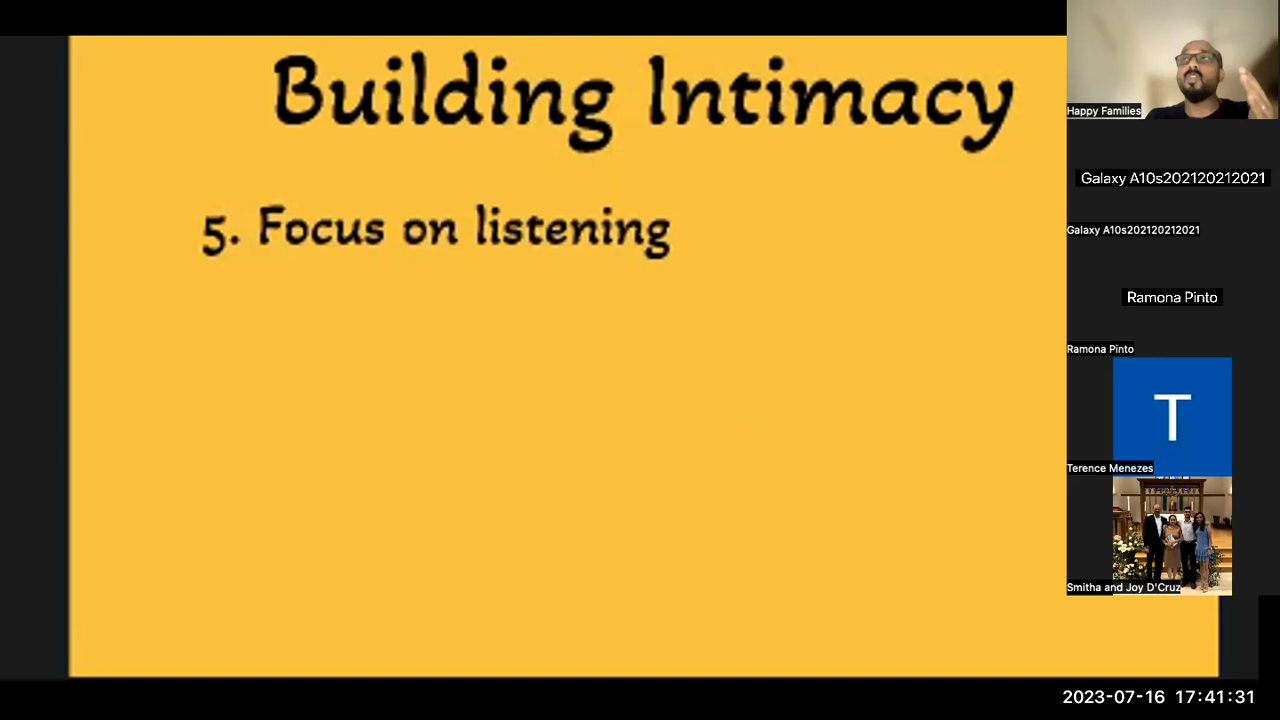 Building Intimacy
5. Focus on listening
Happy Families
Galaxy A10s202120212021
Galaxy A10s202120212021
Ramona Pinto
Ramona Pinto
T
Terence Menezes
Smitha and Joy D'Cruz
2023-07-16 17:41:31